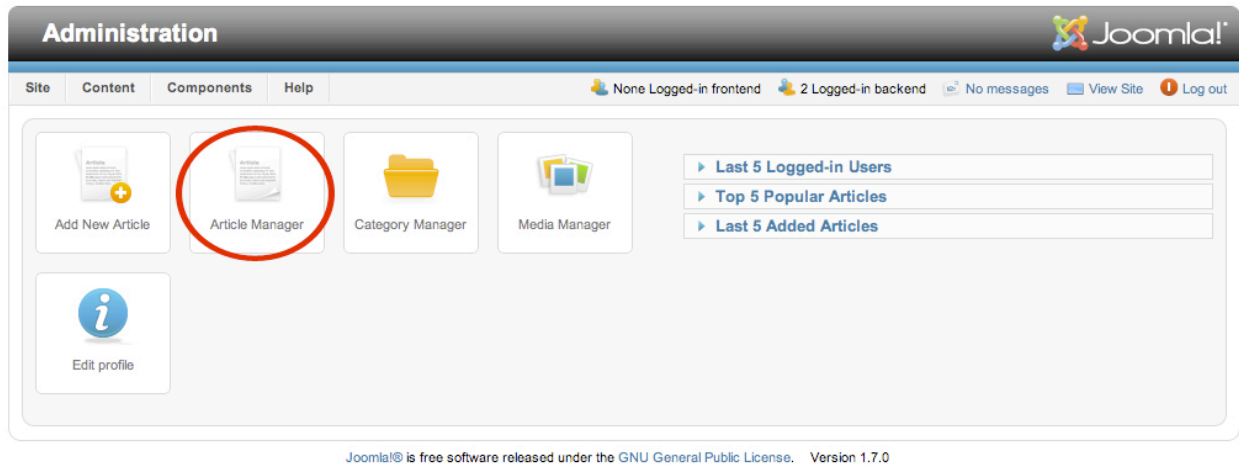 Administration
Joomla!
Site Content Components Help
None Logged-in frontend 2 Logged-in backend No messages View Site Log out
Article
Article
Add New Article Article Manager Category Manager Media Manager
Last 5 Logged-in Users
Top 5 Popular Articles
Last 5 Added Articles
Edit profile
Joomla!® is free software released under the GNU General Public License. Version 1.7.0